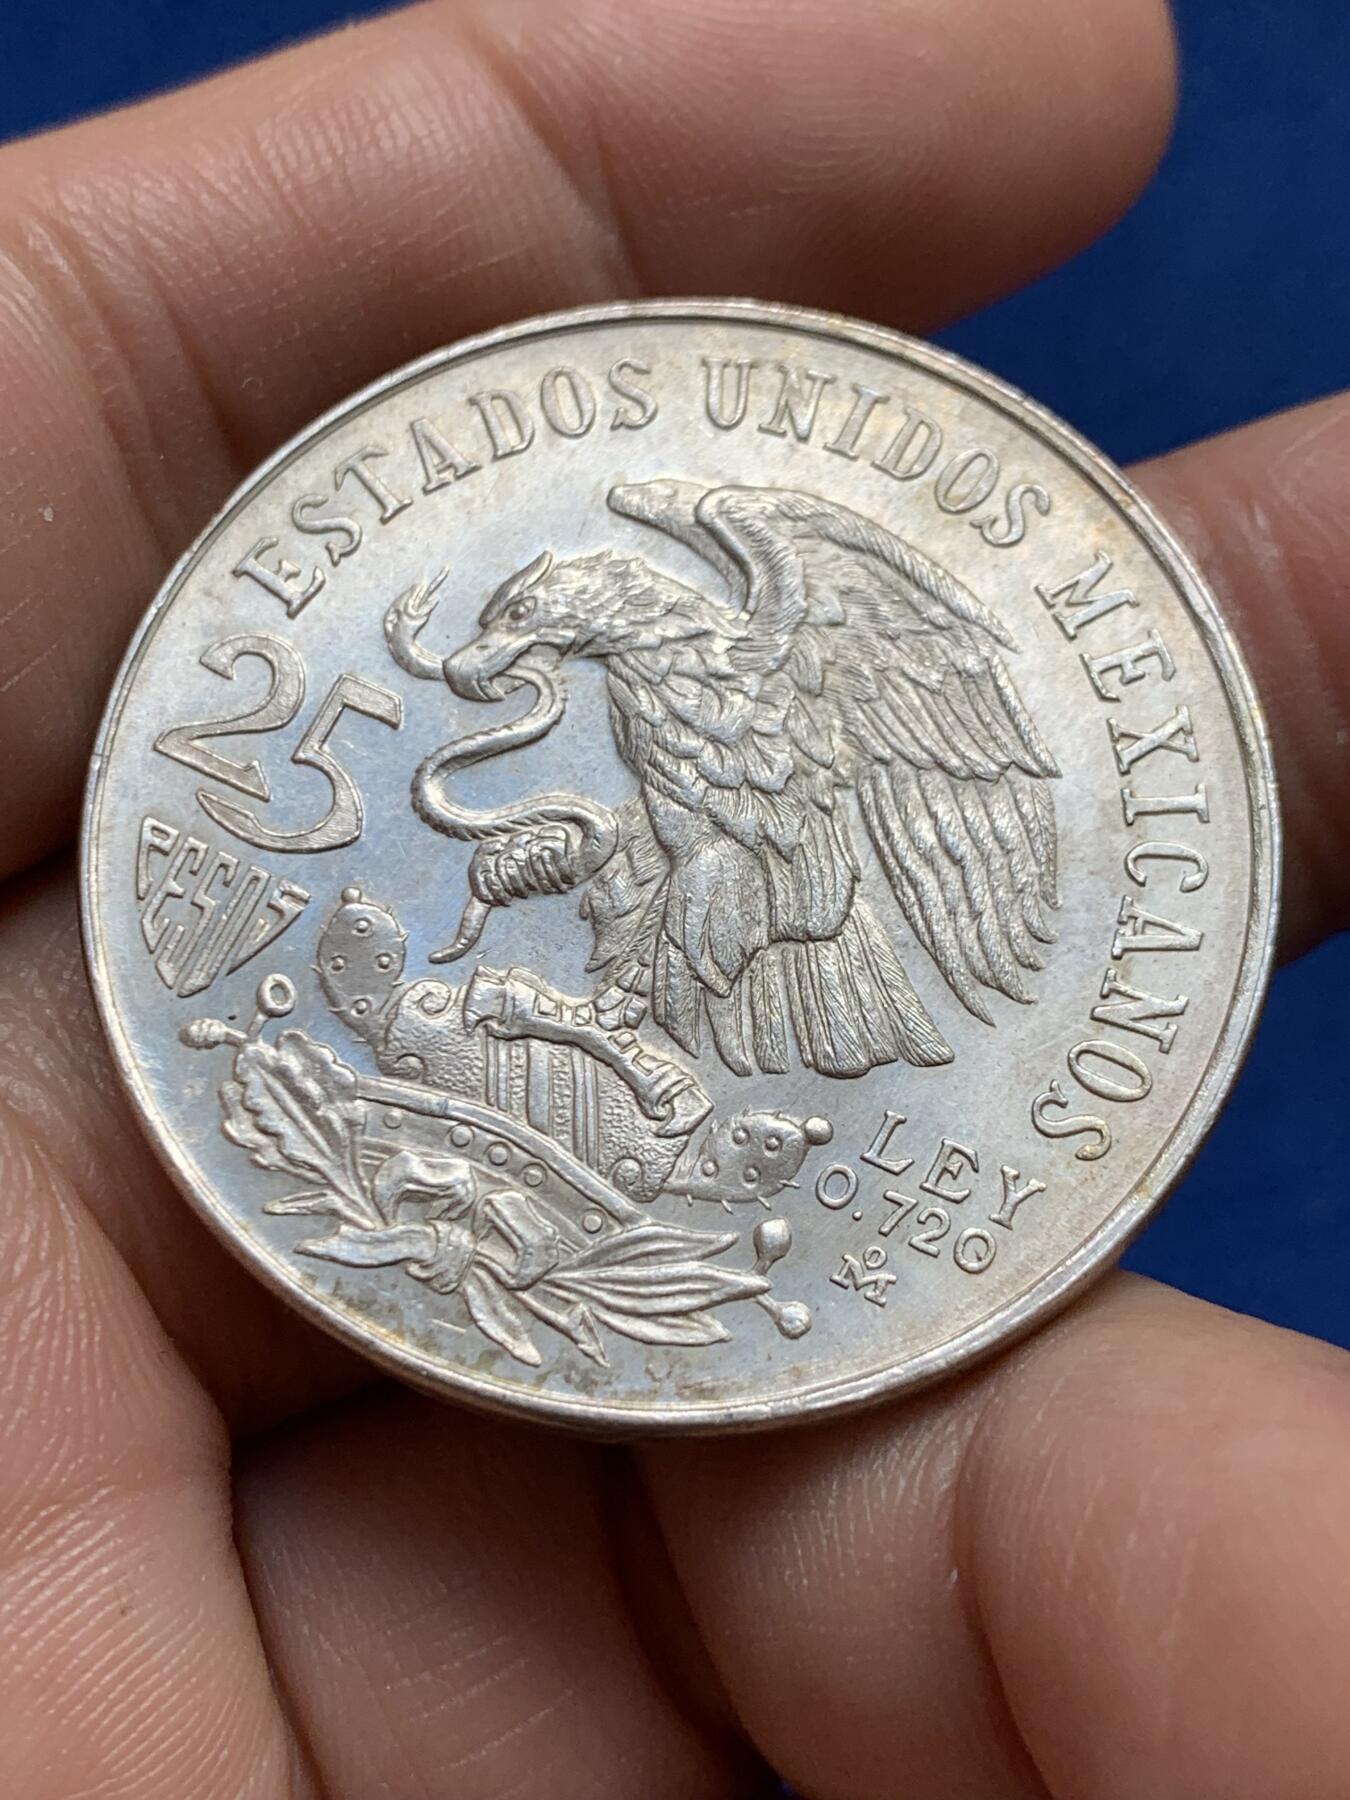 ESTADOS UNIDOS MEXICANOS
25
PESOS
LEY
0.720
Mo